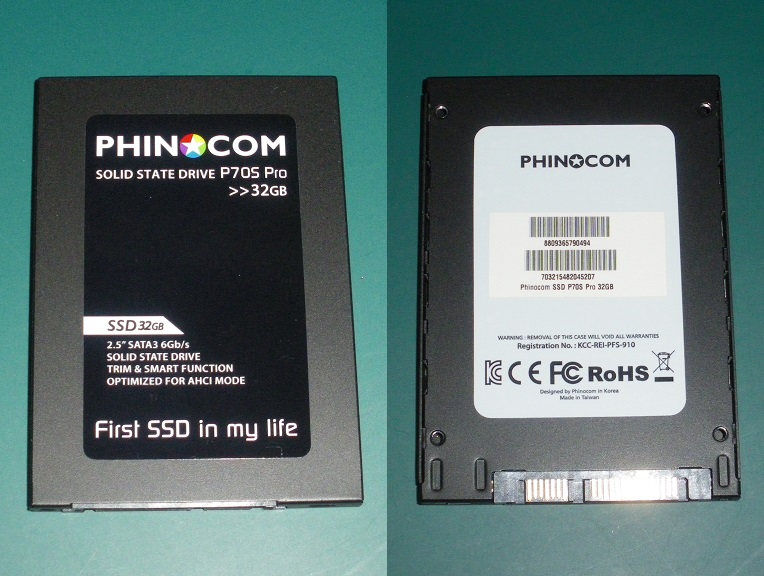 PHINOCOM
SOLID STATE DRIVE P70S Pro
>>32GB
SSD 32GB
2.5" SATA3 6Gb/s
SOLID STATE DRIVE
TRIM & SMART FUNCTION
OPTIMIZED FOR AHCI MODE
First SSD in my life
PHINOCOM
8809365790494
703215482045207
Phinocom SSD P70S Pro 32GB
WARNING : REMOVAL OF THIS CASE WILL VOID ALL WARRANTIES
Registration No. : KCC-REI-PFS-910
CE FC RoHS
Designed by Phinocom in Korea
Made in Taiwan